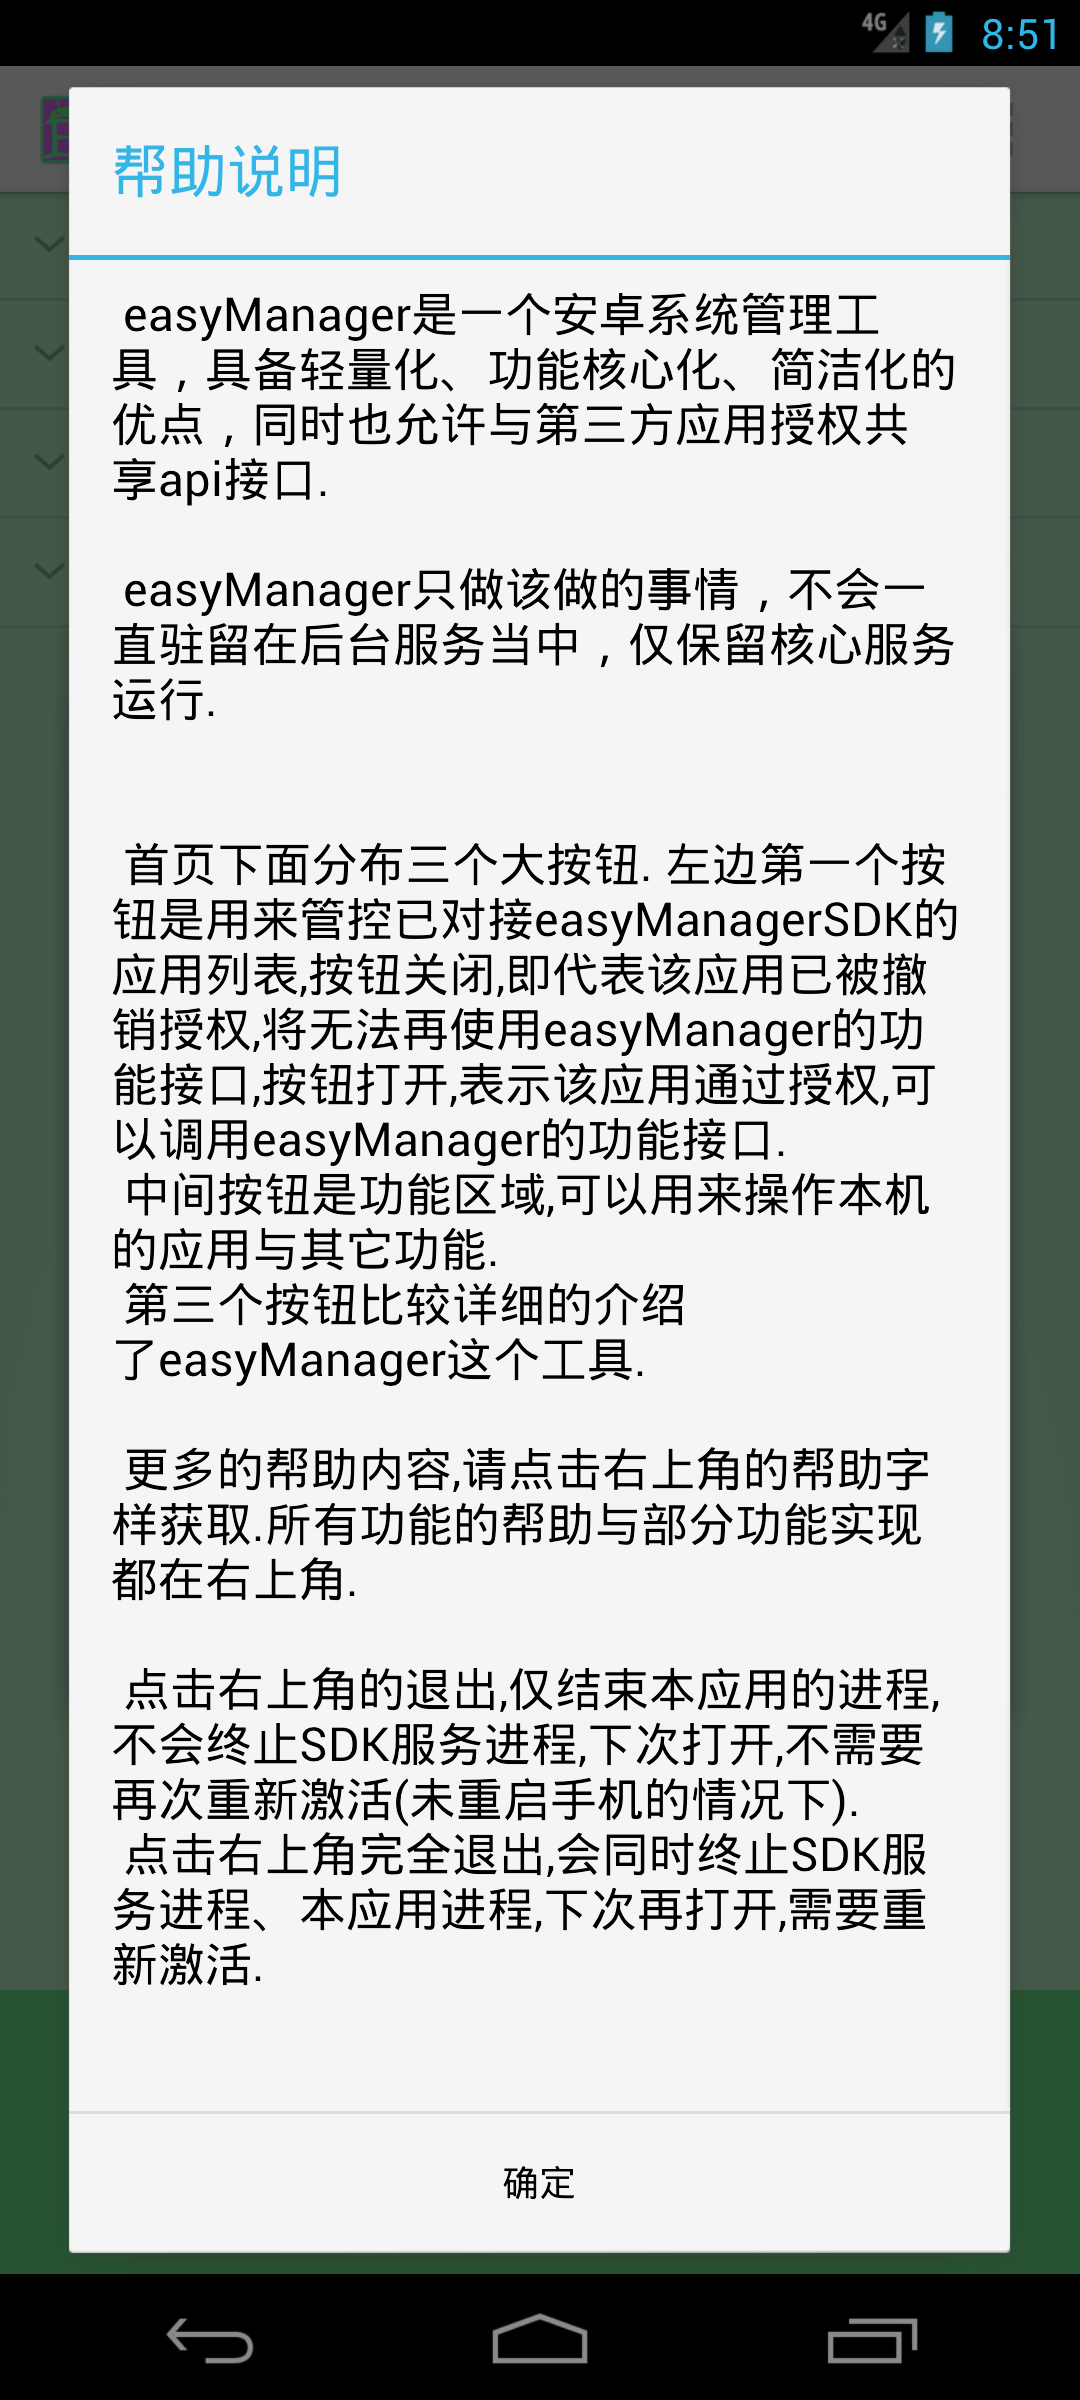 4G
8:51
帮助说明
easyManager是一个安卓系统管理工
具，具备轻量化、功能核心化、简洁化的
优点，同时也允许与第三方应用授权共
享api接口.
easyManager只做该做的事情，不会一
直驻留在后台服务当中，仅保留核心服务
运行.
首页下面分布三个大按钮. 左边第一个按
钮是用来管控已对接easyManagerSDK的
应用列表,按钮关闭,即代表该应用已被撤
销授权,将无法再使用easyManager的功
能接口,按钮打开,表示该应用通过授权,可
以调用easyManager的功能接口.
中间按钮是功能区域,可以用来操作本机
的应用与其它功能.
第三个按钮比较详细的介绍
了easyManager这个工具.
更多的帮助内容,请点击右上角的帮助字
样获取.所有功能的帮助与部分功能实现
都在右上角.
点击右上角的退出,仅结束本应用的进程,
不会终止SDK服务进程,下次打开,不需要
再次重新激活(未重启手机的情况下).
点击右上角完全退出,会同时终止SDK服
务进程、本应用进程,下次再打开,需要重
新激活.
确定